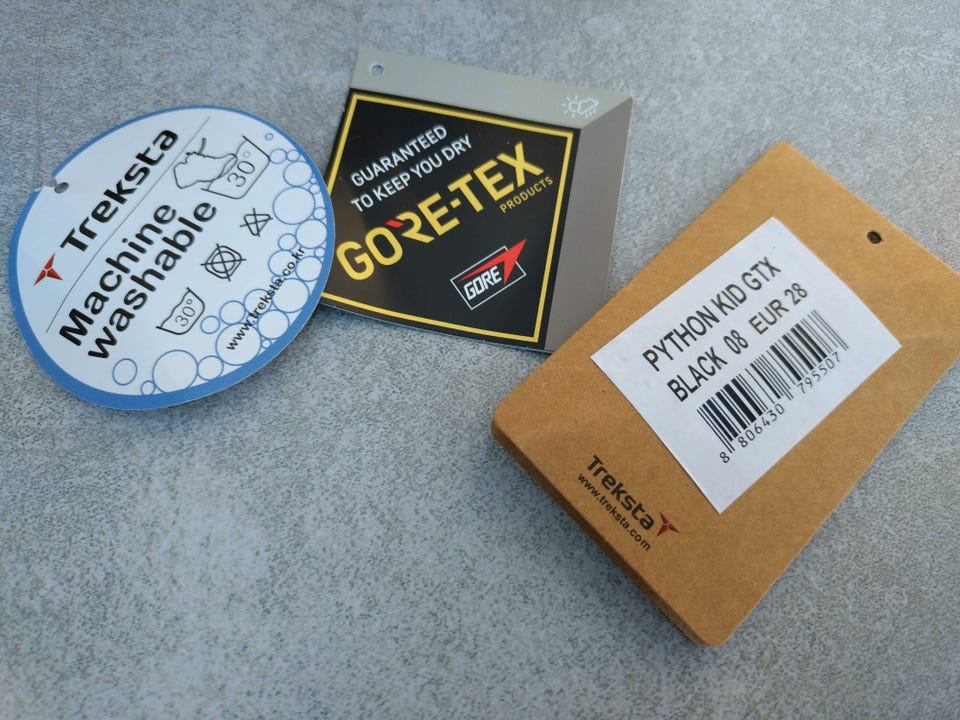 Treksta
Machine
washable
30°
30°
www.treksta.co.kr
GUARANTEED
TO KEEP YOU DRY
GORE-TEX
PRODUCTS
GORE
PYTHON KID GTX
BLACK 08 EUR 28
8 806430 795507
Treksta
www.treksta.com